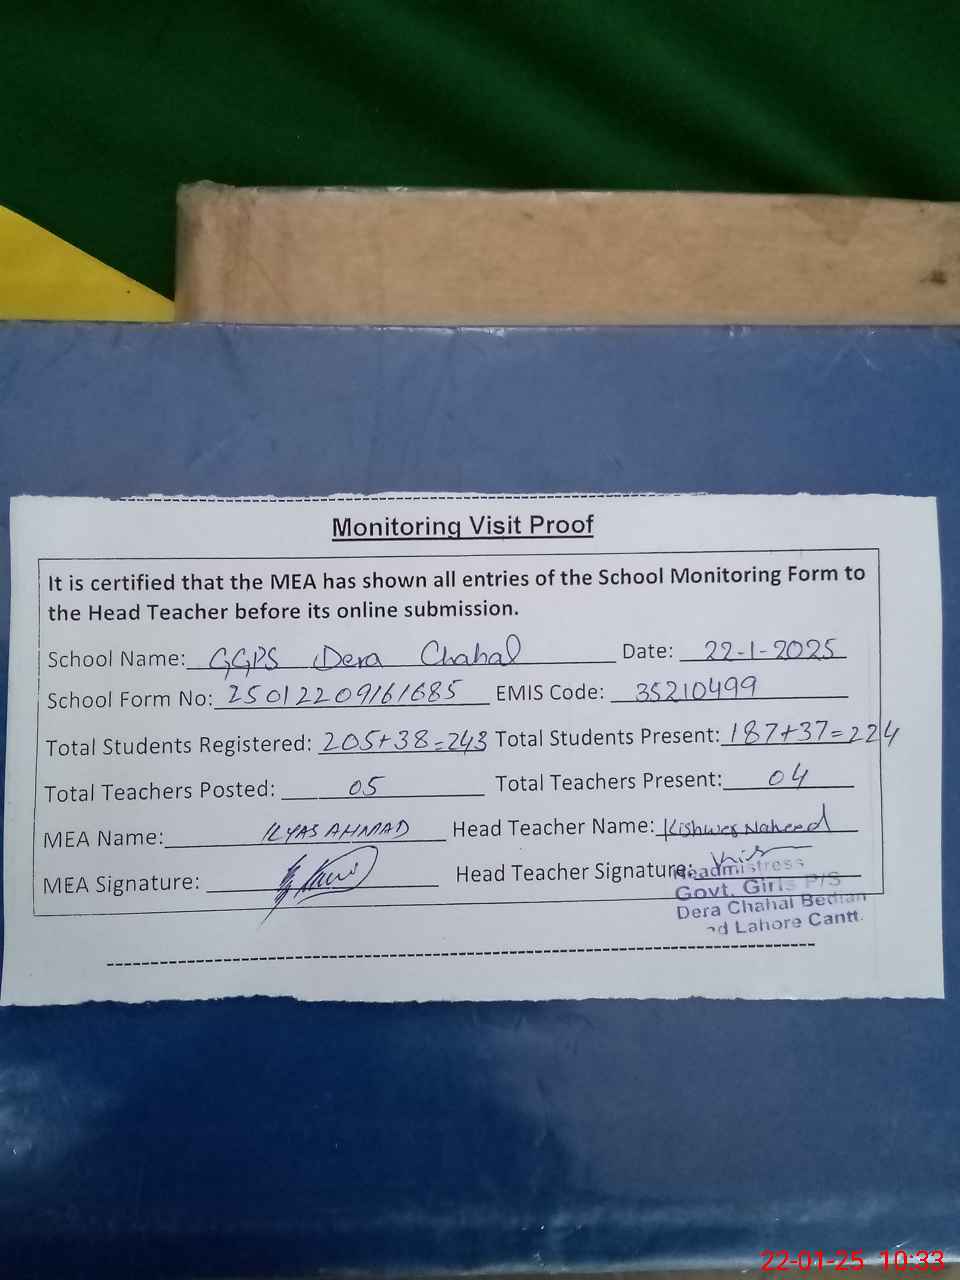 Monitoring Visit Proof
It is certified that the MEA has shown all entries of the School Monitoring Form to
the Head Teacher before its online submission.
School Name: GGPS Dera Chahal Date: 22-1-2025
School Form No: 25012209161685 EMIS Code: 35210499
Total Students Registered: 205+38=243 Total Students Present: 187+37=224
Total Teachers Posted: 05 Total Teachers Present: 04
MEA Name: ILYAS AHMAD Head Teacher Name: Kishwer Naheed
MEA Signature: Head Teacher Signature:
Headmistress
Govt. Girls P/S
Dera Chahal Bedian
Lahore Cantt.
22-01-25 10:33